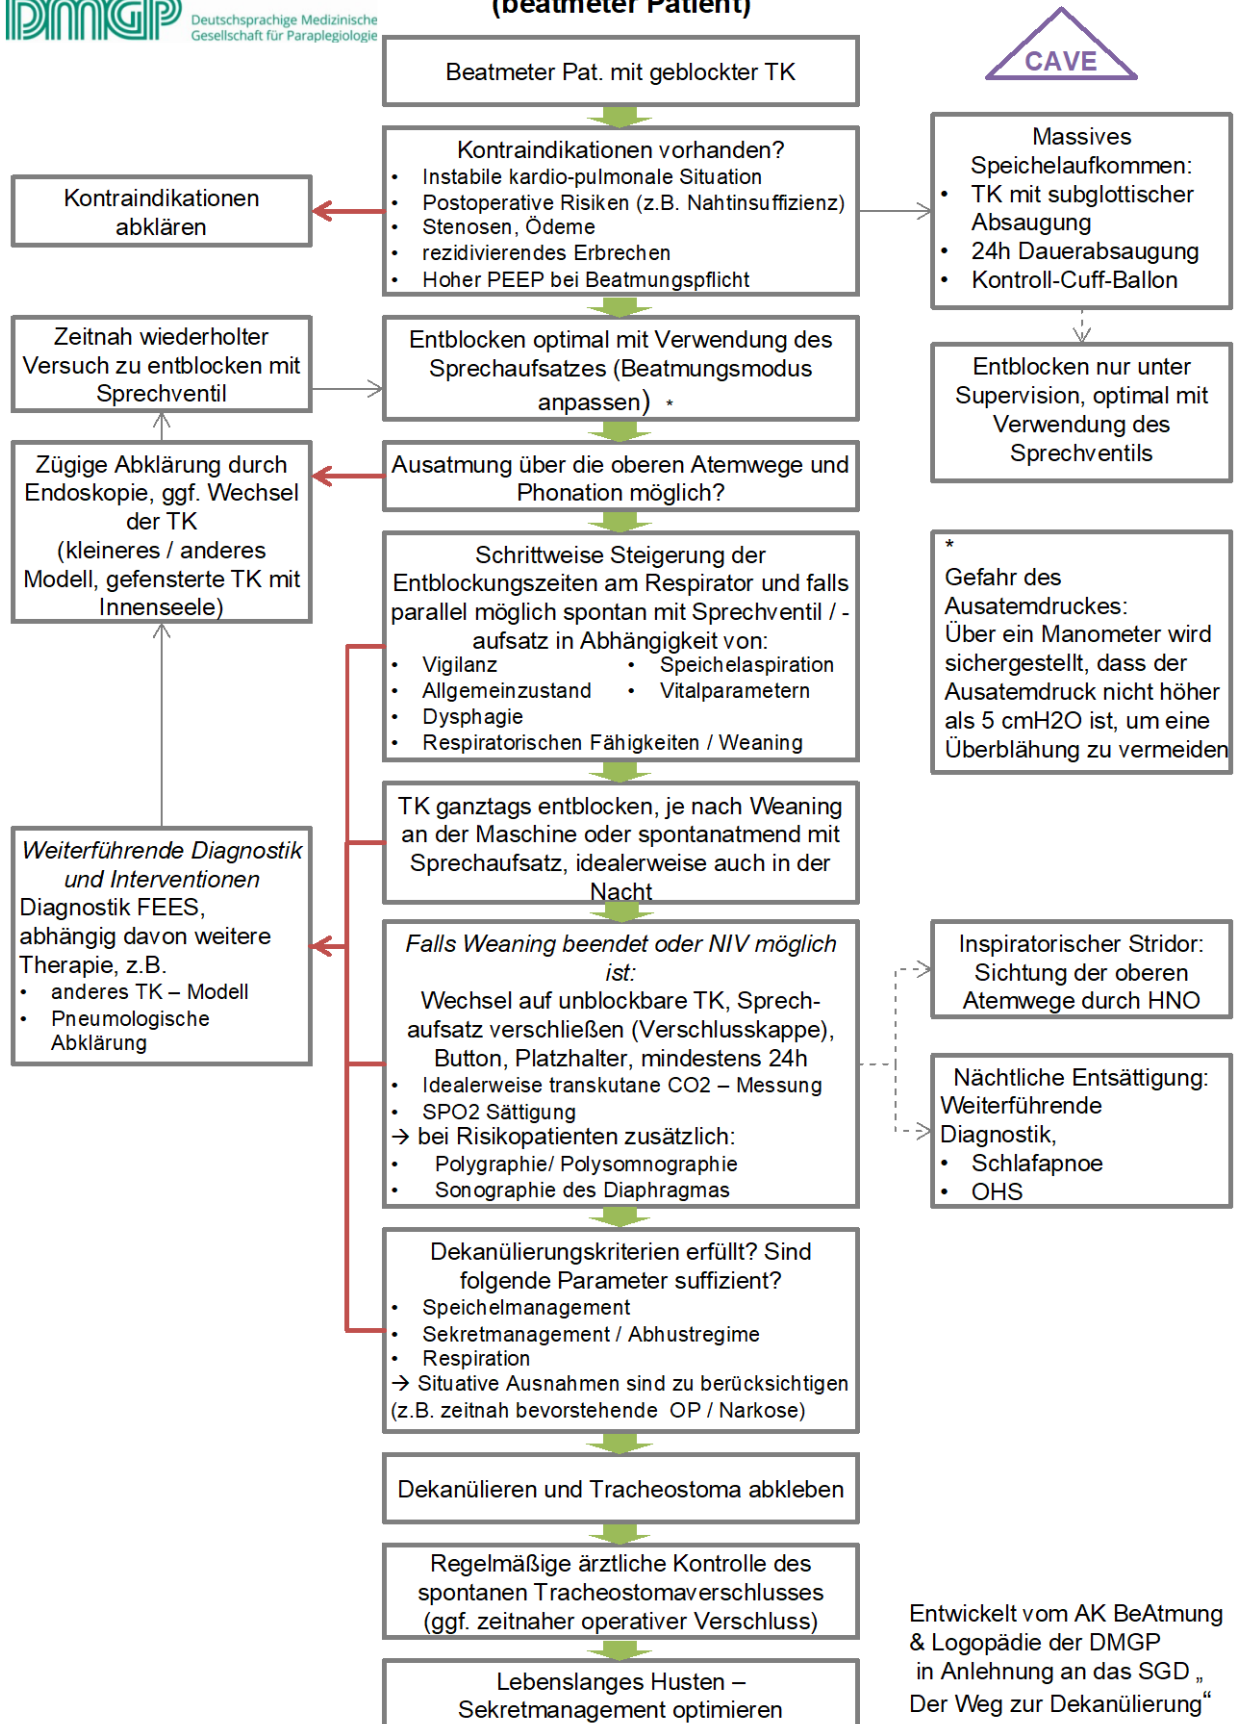 DMGP
Deutschsprachige Medizinische
Gesellschaft für Paraplegiologie
(beatmeter Patient)
CAVE
Beatmeter Pat. mit geblockter TK
Kontraindikationen vorhanden?
• Instabile kardio-pulmonale Situation
• Postoperative Risiken (z.B. Nahtinsuffizienz)
• Stenosen, Ödeme
• rezidivierendes Erbrechen
• Hoher PEEP bei Beatmungspflicht
Kontraindikationen
abklären
Massives
Speichelaufkommen:
• TK mit subglottischer
Absaugung
• 24h Dauerabsaugung
• Kontroll-Cuff-Ballon
Zeitnah wiederholter
Versuch zu entblocken mit
Sprechventil
Entblocken optimal mit Verwendung des
Sprechaufsatzes (Beatmungsmodus
anpassen) *
Entblocken nur unter
Supervision, optimal mit
Verwendung des
Sprechventils
Zügige Abklärung durch
Endoskopie, ggf. Wechsel
der TK
(kleineres / anderes
Modell, gefensterte TK mit
Innenseele)
Ausatmung über die oberen Atemwege und
Phonation möglich?
Schrittweise Steigerung der
Entblockungszeiten am Respirator und falls
parallel möglich spontan mit Sprechventil / -
aufsatz in Abhängigkeit von:
• Vigilanz • Speichelaspiration
• Allgemeinzustand • Vitalparametern
• Dysphagie
• Respiratorischen Fähigkeiten / Weaning
*
Gefahr des
Ausatemdruckes:
Über ein Manometer wird
sichergestellt, dass der
Ausatemdruck nicht höher
als 5 cmH2O ist, um eine
Überblähung zu vermeiden
TK ganztags entblocken, je nach Weaning
an der Maschine oder spontanatmend mit
Sprechaufsatz, idealerweise auch in der
Nacht
Weiterführende Diagnostik
und Interventionen
Diagnostik FEES,
abhängig davon weitere
Therapie, z.B.
• anderes TK – Modell
• Pneumologische
Abklärung
Falls Weaning beendet oder NIV möglich
ist:
Wechsel auf unblockbare TK, Sprech-
aufsatz verschließen (Verschlusskappe),
Button, Platzhalter, mindestens 24h
• Idealerweise transkutane CO2 – Messung
• SPO2 Sättigung
→ bei Risikopatienten zusätzlich:
• Polygraphie/ Polysomnographie
• Sonographie des Diaphragmas
Inspiratorischer Stridor:
Sichtung der oberen
Atemwege durch HNO
Nächtliche Entsättigung:
Weiterführende
Diagnostik,
• Schlafapnoe
• OHS
Dekanülierungskriterien erfüllt? Sind
folgende Parameter suffizient?
• Speichelmanagement
• Sekretmanagement / Abhustregime
• Respiration
→ Situative Ausnahmen sind zu berücksichtigen
(z.B. zeitnah bevorstehende OP / Narkose)
Dekanülieren und Tracheostoma abkleben
Regelmäßige ärztliche Kontrolle des
spontanen Tracheostomaverschlusses
(ggf. zeitnaher operativer Verschluss)
Lebenslanges Husten –
Sekretmanagement optimieren
Entwickelt vom AK BeAtmung
& Logopädie der DMGP
in Anlehnung an das SGD „
Der Weg zur Dekanülierung“